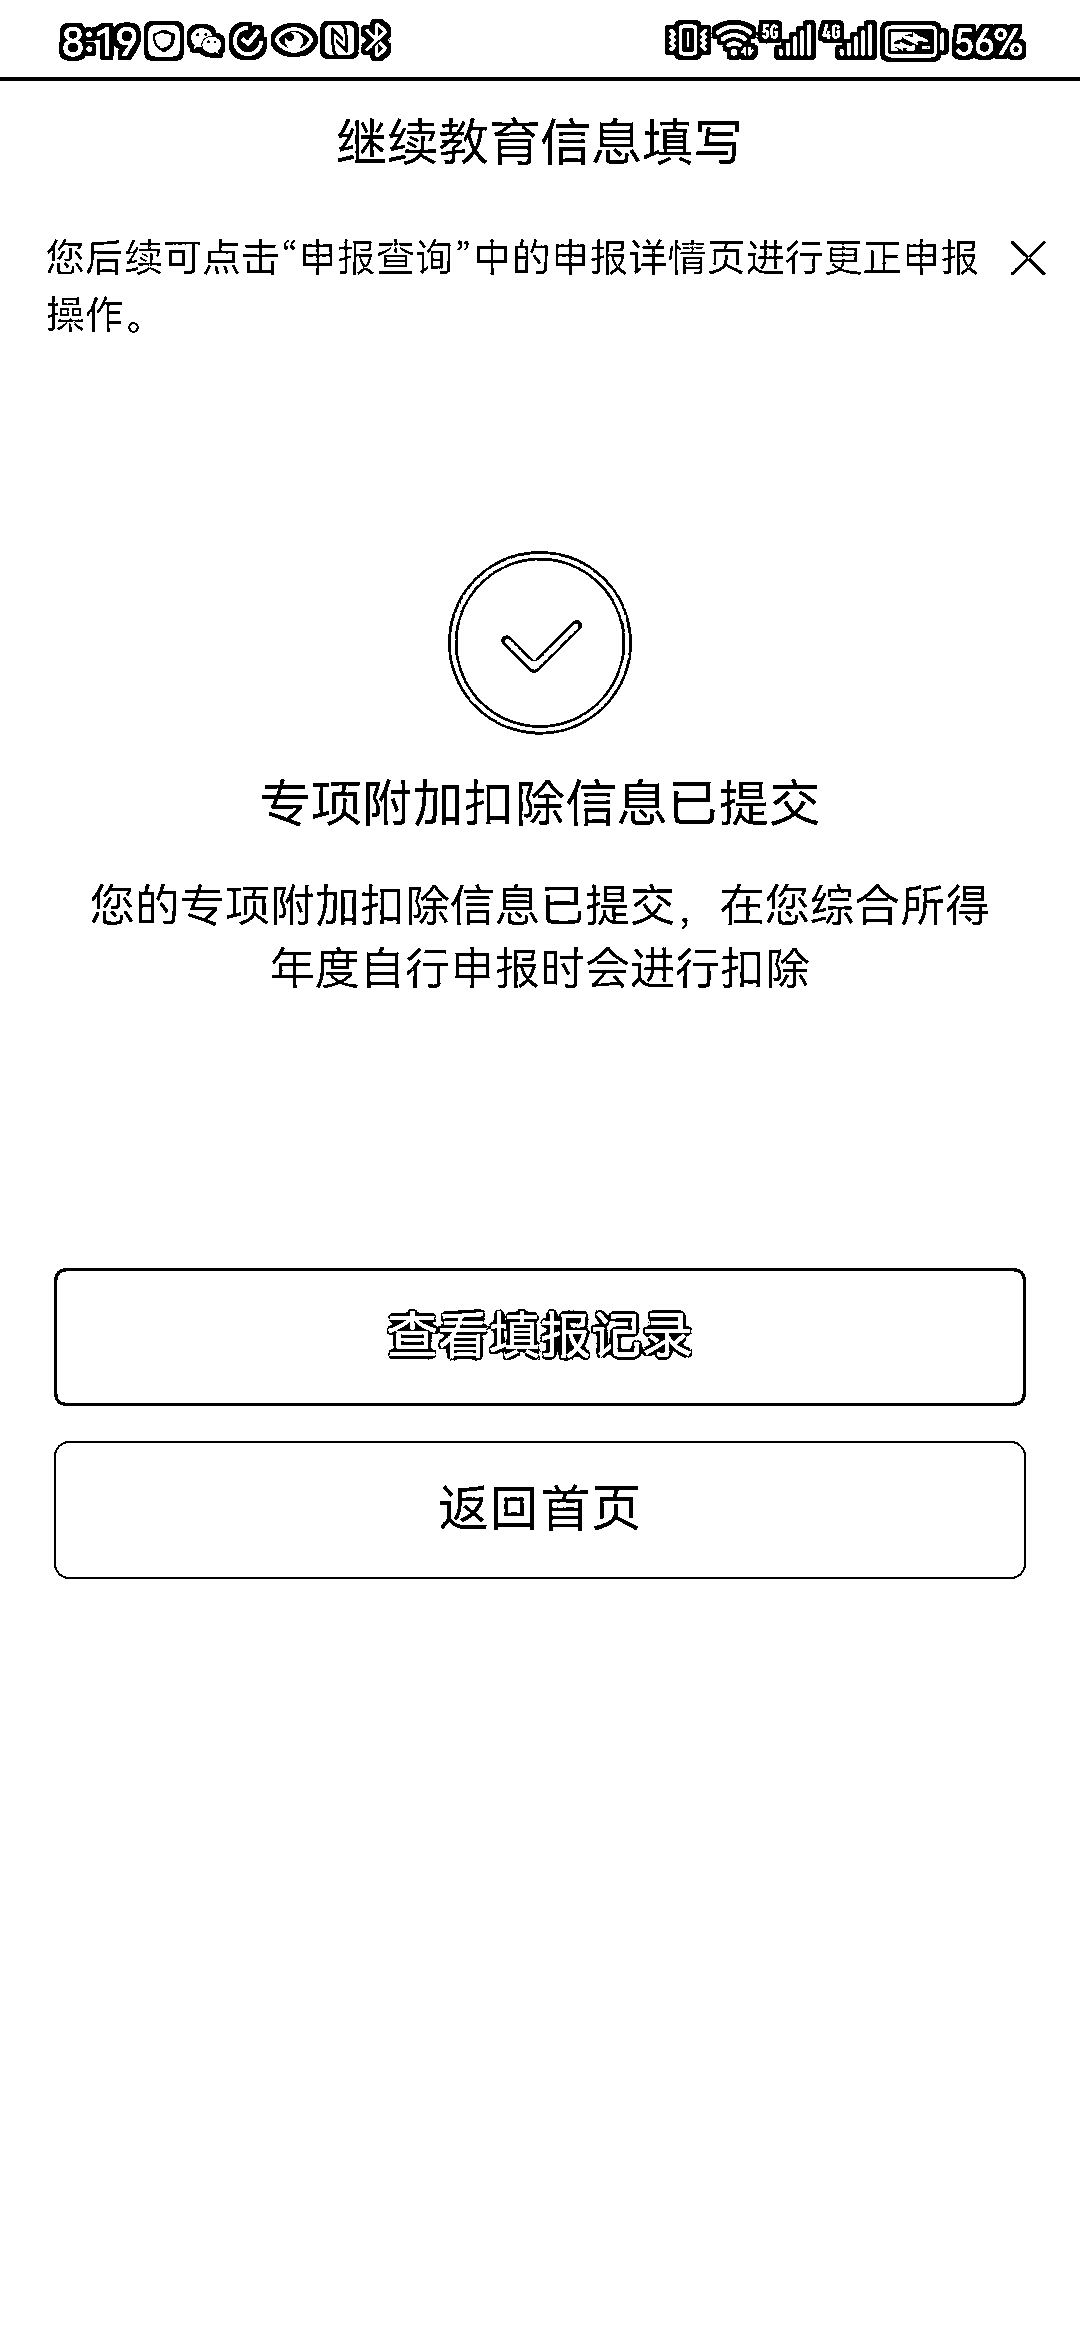 8:19
5G
4G
56%
继续教育信息填写
您后续可点击“申报查询”中的申报详情页进行更正申报
操作。
专项附加扣除信息已提交
您的专项附加扣除信息已提交，在您综合所得
年度自行申报时会进行扣除
查看填报记录
返回首页